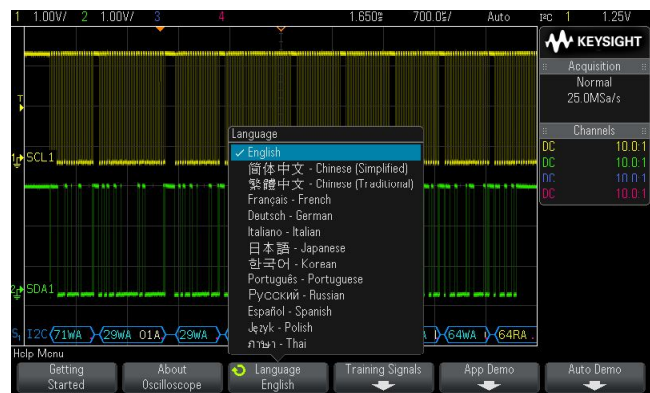 1 1.00V/ 2 1.00V/ 3 4 1.650s 700.0s/ Auto I²C 1 1.25V
KEYSIGHT
Acquisition
Normal
25.0MSa/s
Channels
DC 10.0:1
DC 10.0:1
DC 10.0:1
DC 10.0:1
T
SCL1
SDA1
Language
✓ English
简体中文 - Chinese (Simplified)
繁體中文 - Chinese (Traditional)
Français - French
Deutsch - German
Italiano - Italian
日本語 - Japanese
한국어 - Korean
Português - Portuguese
Русский - Russian
Español - Spanish
Język - Polish
ภาษา - Thai
S1 I2C 71WA 29WA 01A 29WA 64WA 64RA
Help Menu
Getting Started
About Oscilloscope
Language English
Training Signals
App Demo
Auto Demo